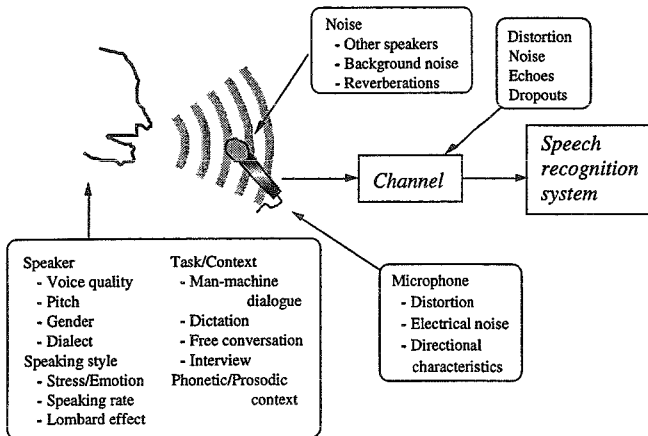 Noise
- Other speakers
- Background noise
- Reverberations
Distortion
Noise
Echoes
Dropouts
Channel
Speech
recognition
system
Speaker
- Voice quality
- Pitch
- Gender
- Dialect
Speaking style
- Stress/Emotion
- Speaking rate
- Lombard effect
Task/Context
- Man-machine
dialogue
- Dictation
- Free conversation
- Interview
Phonetic/Prosodic
context
Microphone
- Distortion
- Electrical noise
- Directional
characteristics